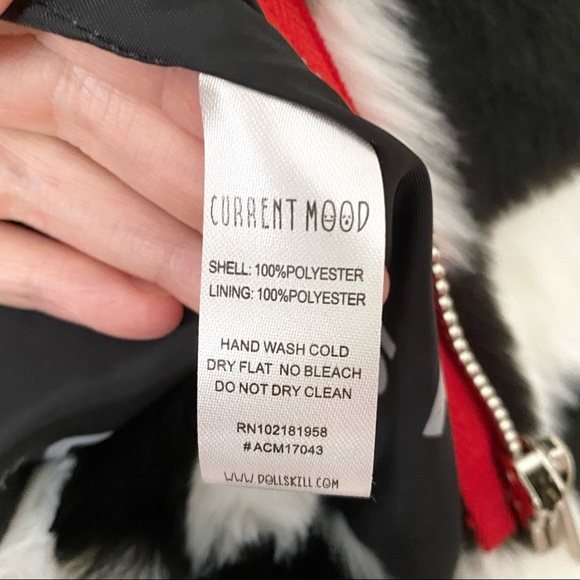 CURRENT MOOD
SHELL: 100%POLYESTER
LINING: 100%POLYESTER
HAND WASH COLD
DRY FLAT NO BLEACH
DO NOT DRY CLEAN
RN102181958
#ACM17043
WWW.DOLLSKILL.COM